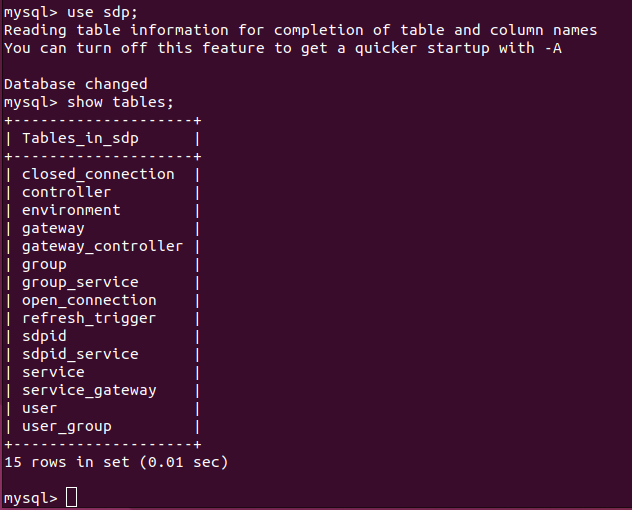 mysql> use sdp;
Reading table information for completion of table and column names
You can turn off this feature to get a quicker startup with -A

Database changed
mysql> show tables;
+--------------------+
| Tables_in_sdp      |
+--------------------+
| closed_connection  |
| controller         |
| environment        |
| gateway            |
| gateway_controller |
| group              |
| group_service      |
| open_connection    |
| refresh_trigger    |
| sdpid              |
| sdpid_service      |
| service            |
| service_gateway    |
| user               |
| user_group         |
+--------------------+
15 rows in set (0.01 sec)

mysql>